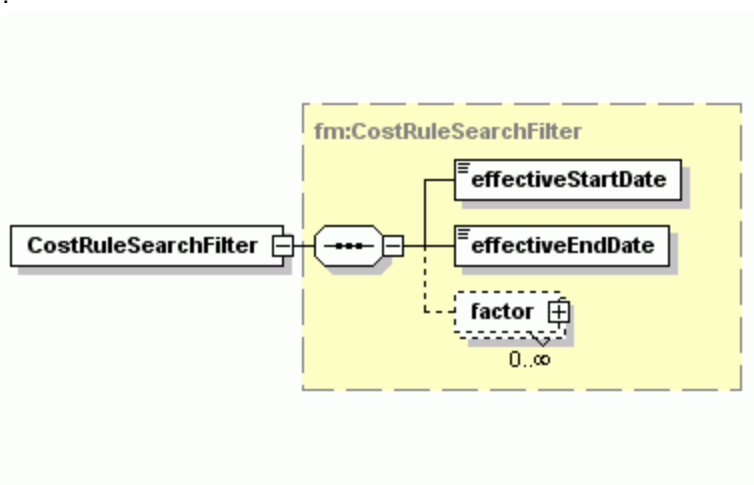 fm:CostRuleSearchFilter
effectiveStartDate
CostRuleSearchFilter
effectiveEndDate
factor
0..∞